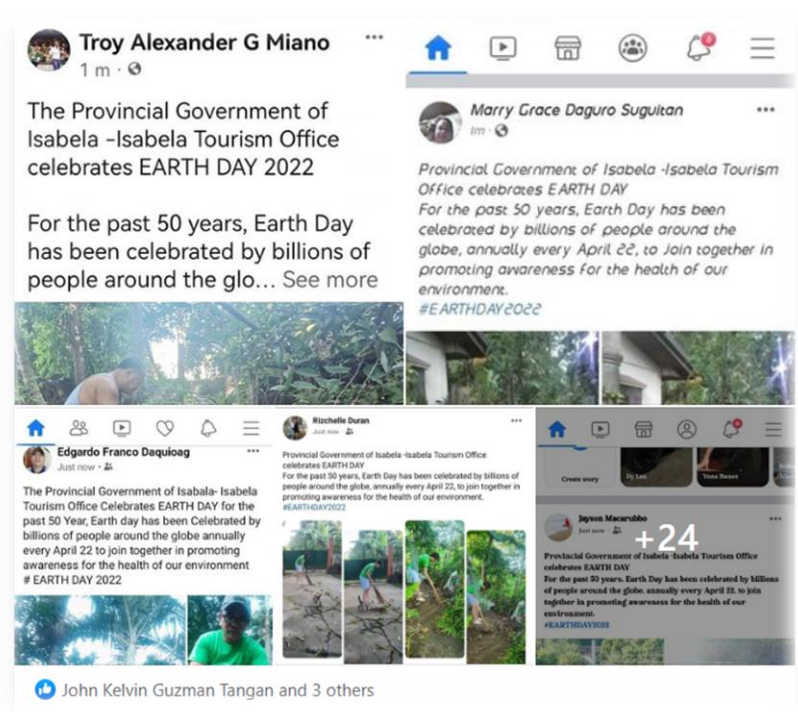 Troy Alexander G Miano
1 m
The Provincial Government of
Isabela -Isabela Tourism Office
celebrates EARTH DAY 2022
For the past 50 years, Earth Day
has been celebrated by billions of
people around the glo... See more
Marry Grace Daguro Suguitan
1m
Provincial Government of Isabela -Isabela Tourism
Office celebrates EARTH DAY
For the past 50 years, Earth Day has been
celebrated by billions of people around the
globe, annually every April 22, to join together in
promoting awareness for the health of our
environment.
#EARTHDAY2022
Edgardo Franco Daquioag
Just now
The Provincial Government of Isabala- Isabela
Tourism Office Celebrates EARTH DAY for the
past 50 Year, Earth day has been Celebrated by
billions of people around the globe annually
every April 22 to join together in promoting
awareness for the health of our environment
# EARTH DAY 2022
Rizchelle Duran
Just now
Provincial Government of Isabela -Isabela Tourism Office
celebrates EARTH DAY
For the past 50 years, Earth Day has been celebrated by billions of
people around the globe, annually every April 22, to join together in
promoting awareness for the health of our environment.
#EARTHDAY2022
Create story
Jayson Macarubbo
Just now
+24
Provincial Government of Isabela -Isabela Tourism Office
celebrates EARTH DAY
For the past 50 years, Earth Day has been celebrated by billions
of people around the globe, annually every April 22, to join
together in promoting awareness for the health of our
environment.
#EARTHDAY2022
John Kelvin Guzman Tangan and 3 others